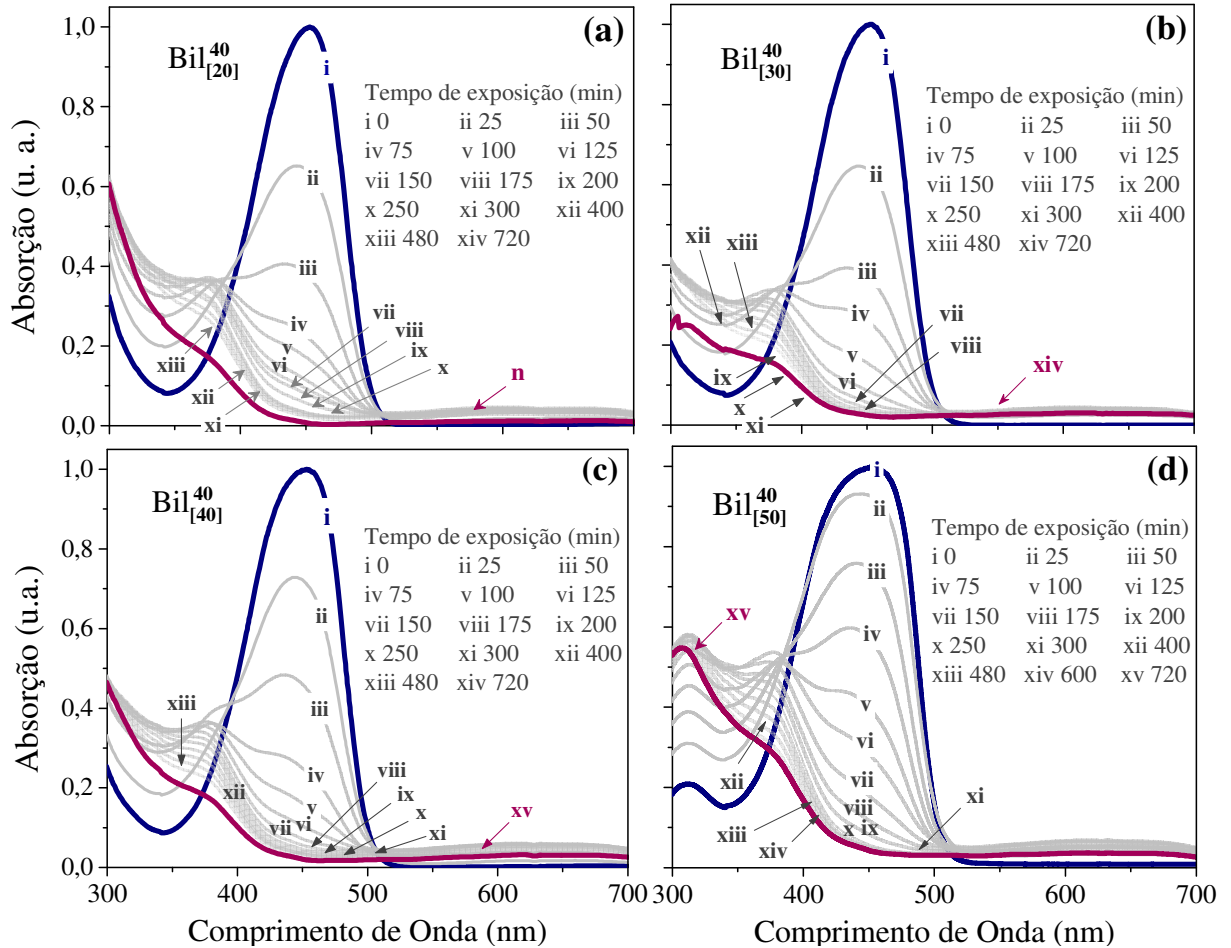 (a)
Bil 40 [20]
Tempo de exposição (min)
i 0 ii 25 iii 50
iv 75 v 100 vi 125
vii 150 viii 175 ix 200
x 250 xi 300 xii 400
xiii 480 xiv 720
1,0
0,8
0,6
0,4
0,2
0,0
Absorção (u. a.)
i
ii
iii
iv
v
vi
vii
viii
ix
x
xiii
xii
xi
n
(b)
Bil 40 [30]
Tempo de exposição (min)
i 0 ii 25 iii 50
iv 75 v 100 vi 125
vii 150 viii 175 ix 200
x 250 xi 300 xii 400
xiii 480 xiv 720
i
ii
iii
iv
v
vi
vii
viii
xii
xiii
ix
x
xi
xiv
(c)
Bil 40 [40]
Tempo de exposição (min)
i 0 ii 25 iii 50
iv 75 v 100 vi 125
vii 150 viii 175 ix 200
x 250 xi 300 xii 400
xiii 480 xiv 720
1,0
0,8
0,6
0,4
0,2
0,0
Absorção (u.a.)
i
ii
iii
iv
v
vi
vii
viii
ix
x
xi
xiii
xii
xv
300 400 500 600 700
Comprimento de Onda (nm)
(d)
Bil 40 [50]
Tempo de exposição (min)
i 0 ii 25 iii 50
iv 75 v 100 vi 125
vii 150 viii 175 ix 200
x 250 xi 300 xii 400
xiii 480 xiv 600 xv 720
i
ii
iii
iv
v
vi
vii
viii
x ix
xi
xv
xii
xiii
xiv
300 400 500 600 700
Comprimento de Onda (nm)